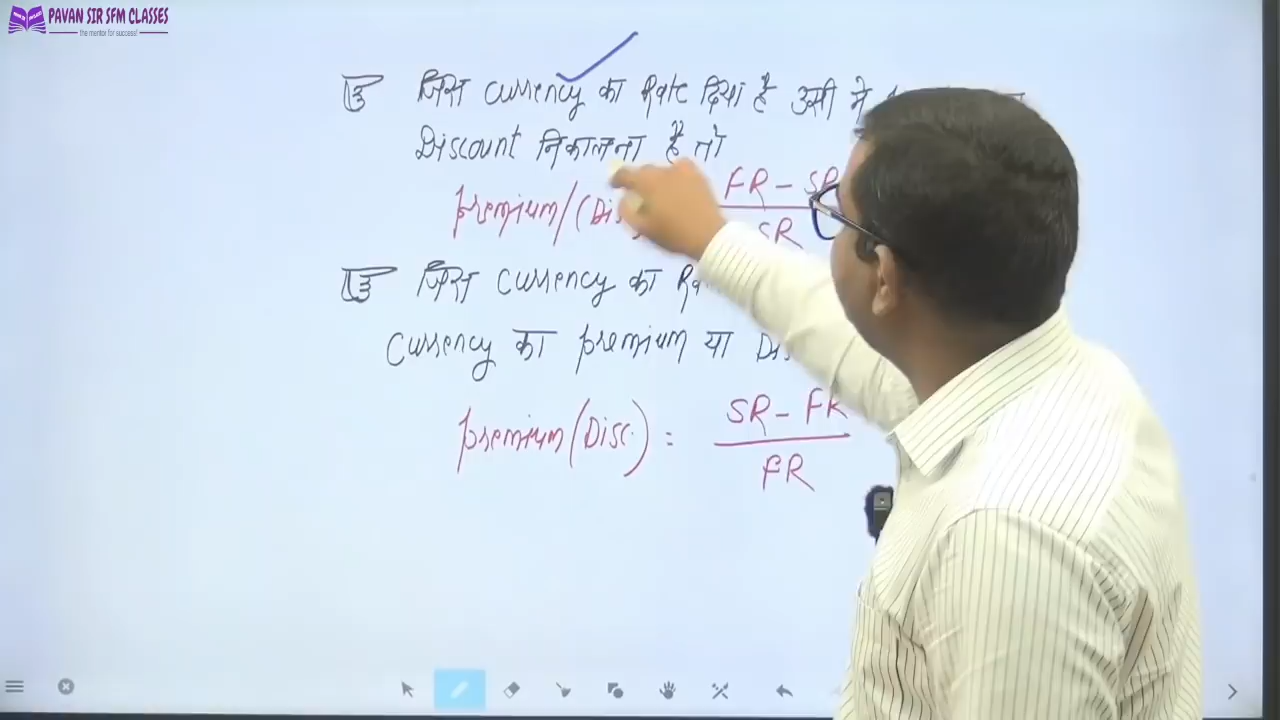 PAVAN SIR SFM CLASSES
the mentor for success!
जिस currency का Rate दिया है उसी में
Discount निकालना है तो
premium/(Dis
FR - SR
SR
जिस currency का
currency का premium या
premium/(Disc.) =
SR - FR
FR